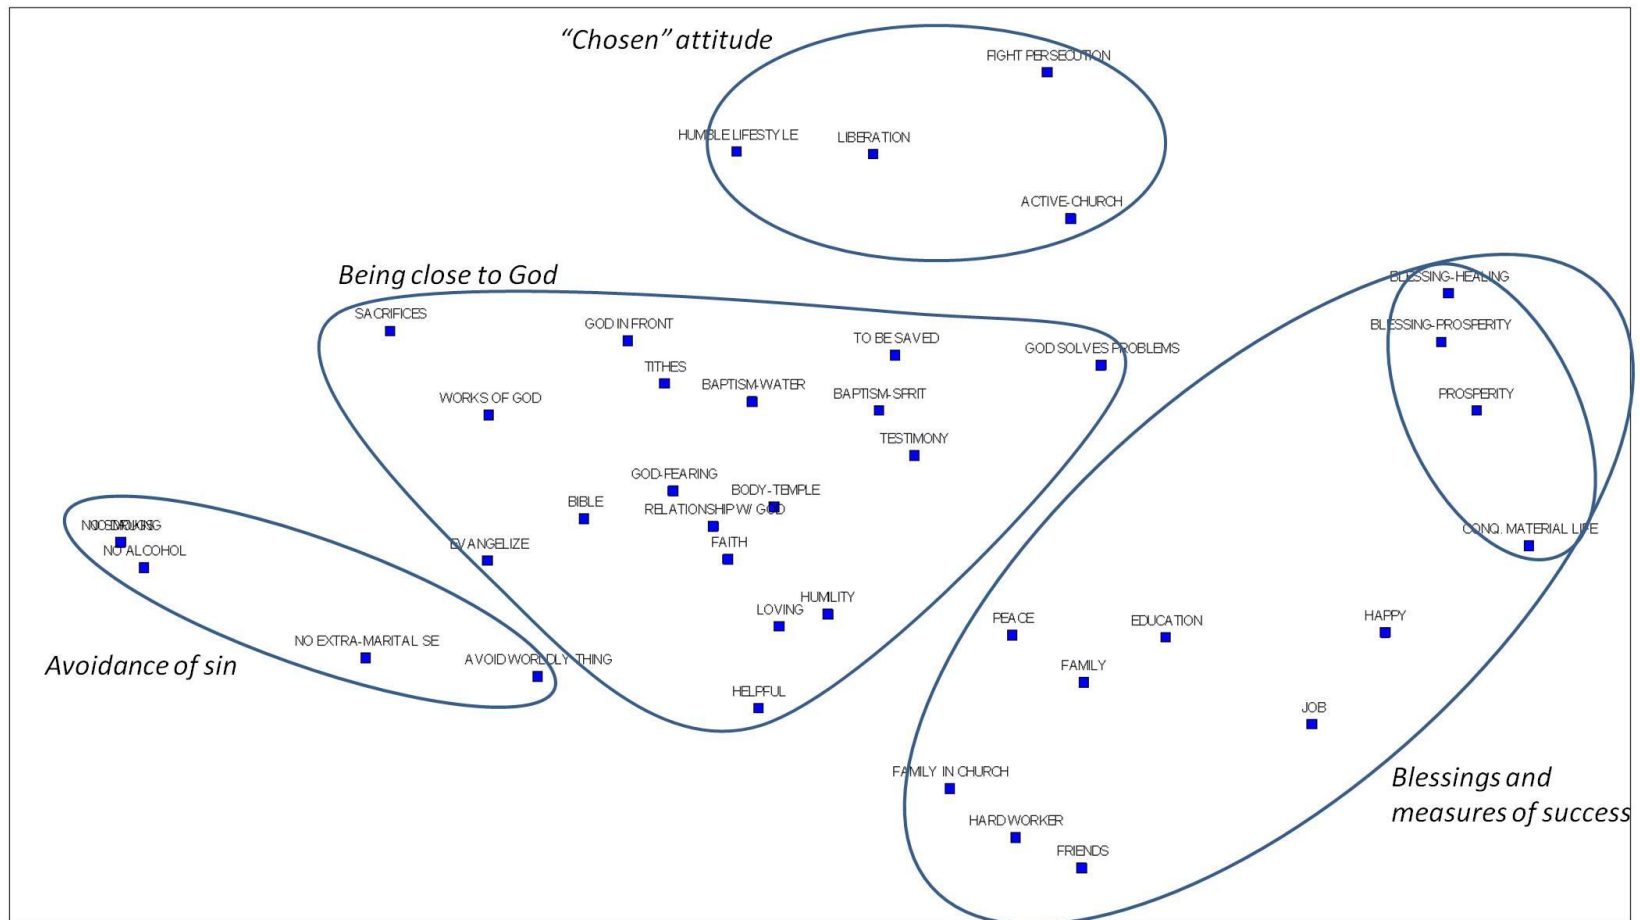 “Chosen” attitude
FIGHT PERSECUTION
HUMBLE LIFESTYLE
LIBERATION
ACTIVE-CHURCH
Being close to God
SACRIFICES
GOD IN FRONT
TO BE SAVED
GOD SOLVES PROBLEMS
TITHES
BAPTISM-WATER
BAPTISM-SPRIT
WORKS OF GOD
TESTIMONY
GOD-FEARING
BODY-TEMPLE
BIBLE
RELATIONSHIP W/ GOD
EVANGELIZE
FAITH
LOVING
HUMILITY
HELPFUL
NO ALCOHOL
NO EXTRA-MARITAL SE
AVOID WORLDLY THING
Avoidance of sin
BLESSING-HEALING
BLESSING-PROSPERITY
PROSPERITY
CONQ. MATERIAL LIFE
PEACE
EDUCATION
HAPPY
FAMILY
JOB
FAMILY IN CHURCH
HARD WORKER
FRIENDS
Blessings and
measures of success